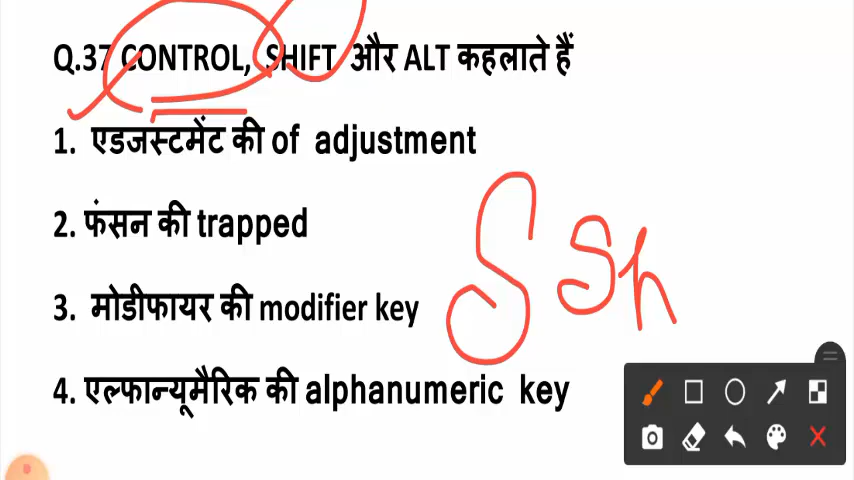 Q.37 CONTROL, SHIFT और ALT कहलाते हैं
1. एडजस्टमेंट की of adjustment
2. फंसन की trapped
3. मोडीफायर की modifier key
4. एल्फान्यूमैरिक की alphanumeric key
S S h